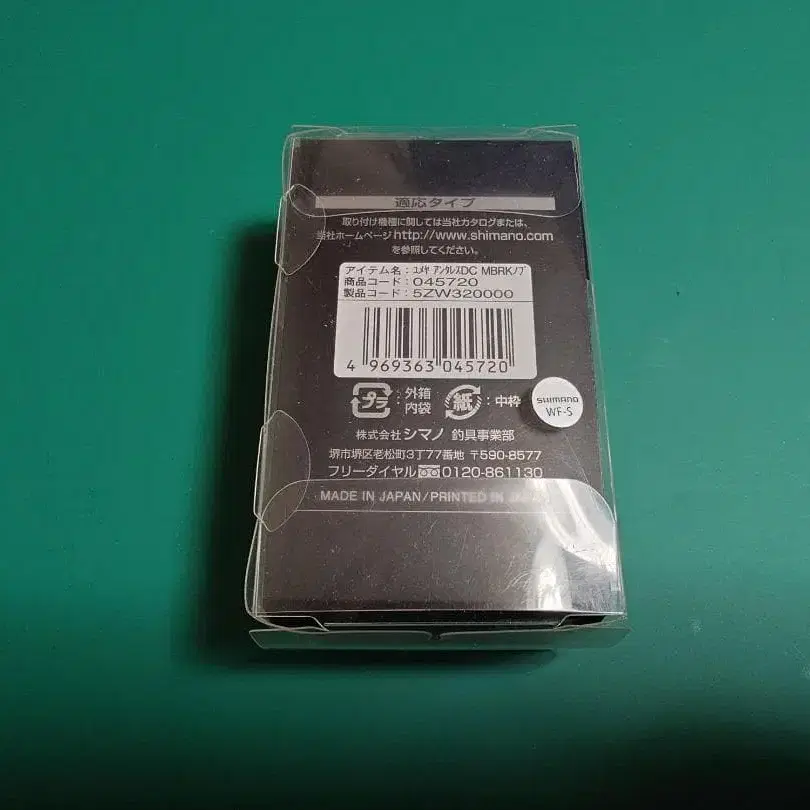 適応タイプ
取り付け機種に関しては当社カタログまたは、
当社ホームページhttp://www.shimano.com
を参照してください。
アイテム名：ﾕﾒﾔ ｱﾝﾀﾚｽDC MBRKﾉﾌﾞ
商品コード：045720
製品コード：5ZW320000
4 969363 045720
プラ：外箱
内袋
紙：中枠
SHIMANO
WF-S
株式会社シマノ 釣具事業部
堺市堺区老松町3丁77番地 〒590-8577
フリーダイヤル 0120-861130
MADE IN JAPAN/PRINTED IN